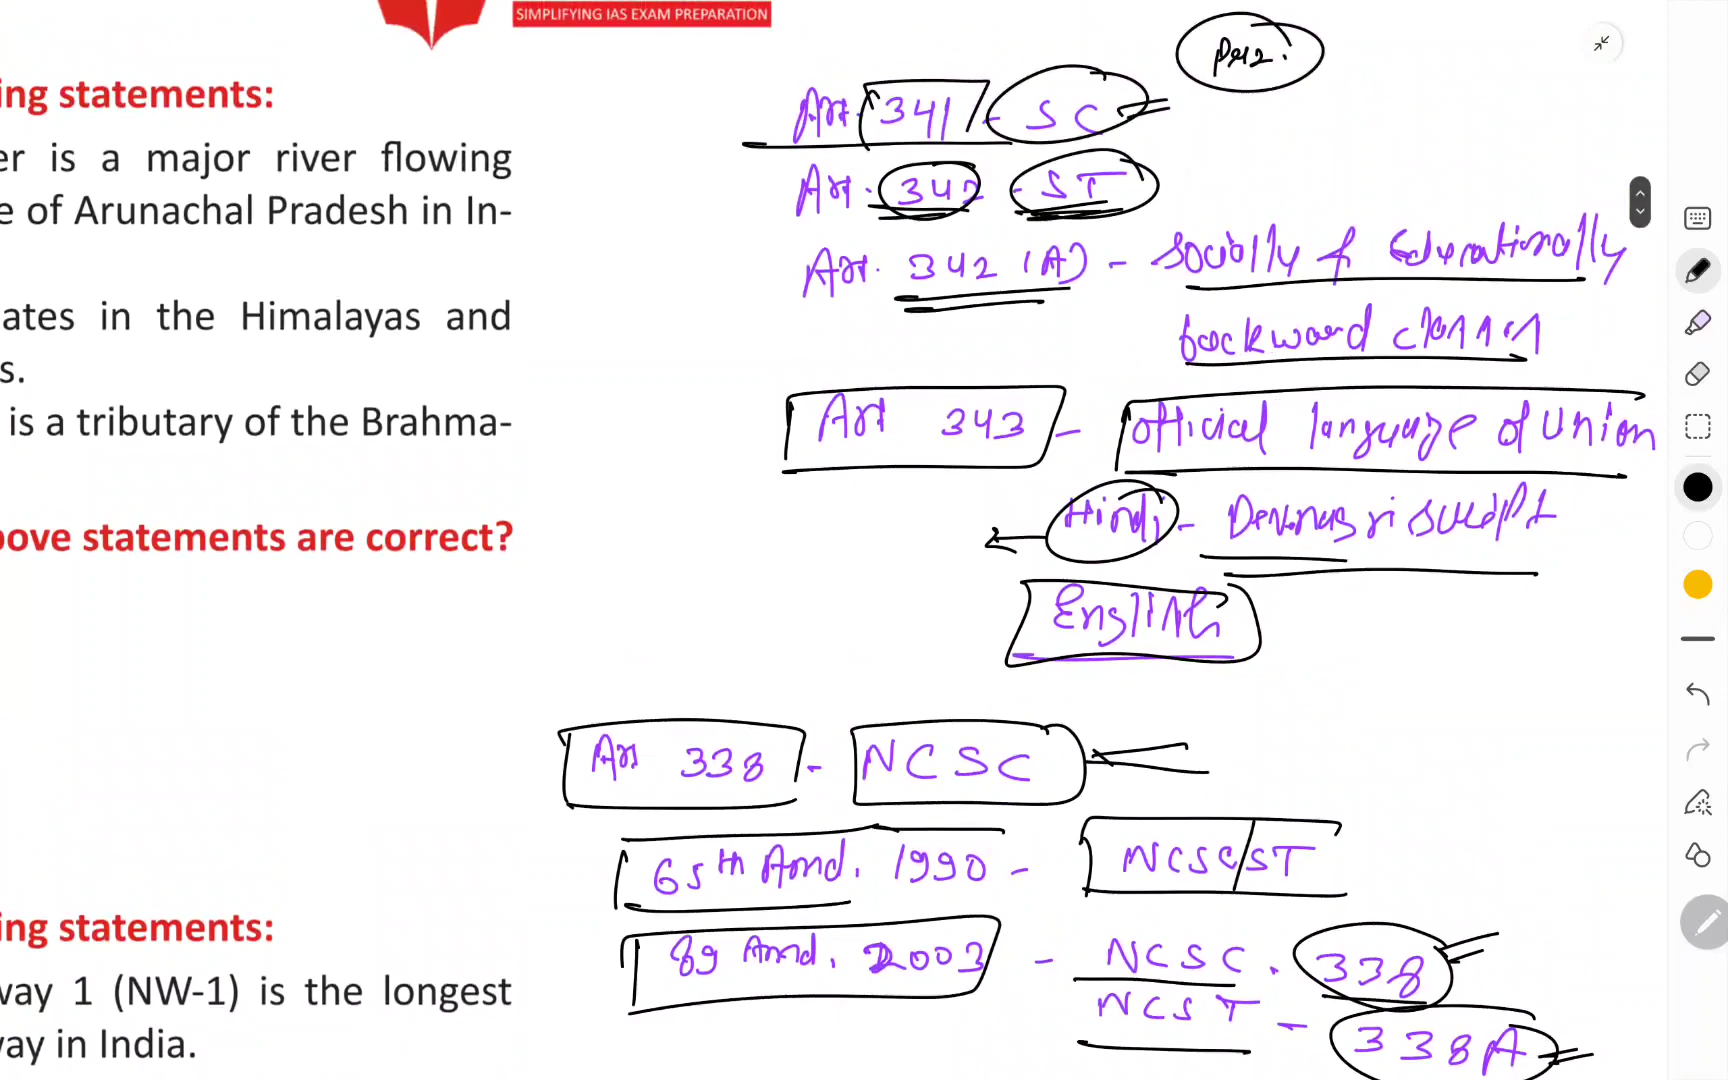 SIMPLIFYING IAS EXAM PREPARATION
ing statements:
er is a major river flowing
e of Arunachal Pradesh in In-
ates in the Himalayas and
s.
is a tributary of the Brahma-
ove statements are correct?
ing statements:
way 1 (NW-1) is the longest
way in India.
Art. 341 - SC
Art. 342 - ST
Art. 342 (A) - Socially & Educationally
backward classes
Art 343 - official language of Union
Hindi - Devnagri script
English
Art 338 - NCSC
65th Amd. 1990 - NCSC/ST
89 Amd. 2003 - NCSC. 338
NCST - 338A